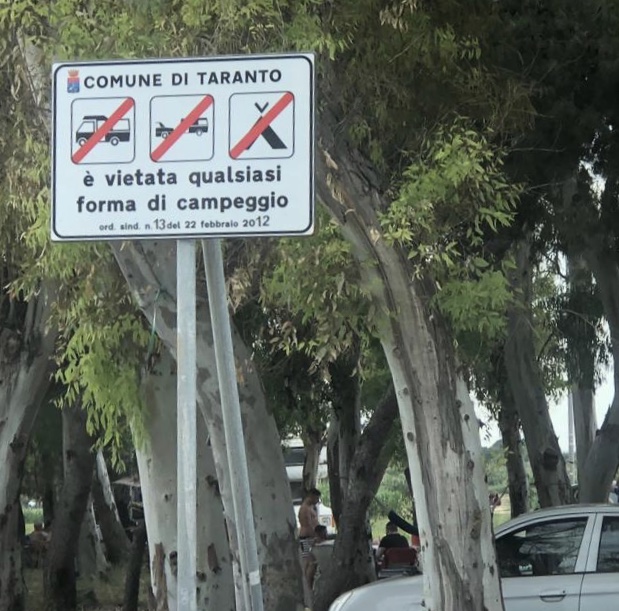 COMUNE DI TARANTO
è vietata qualsiasi
forma di campeggio
ord. sind. n. 13 del 22 febbraio 2012